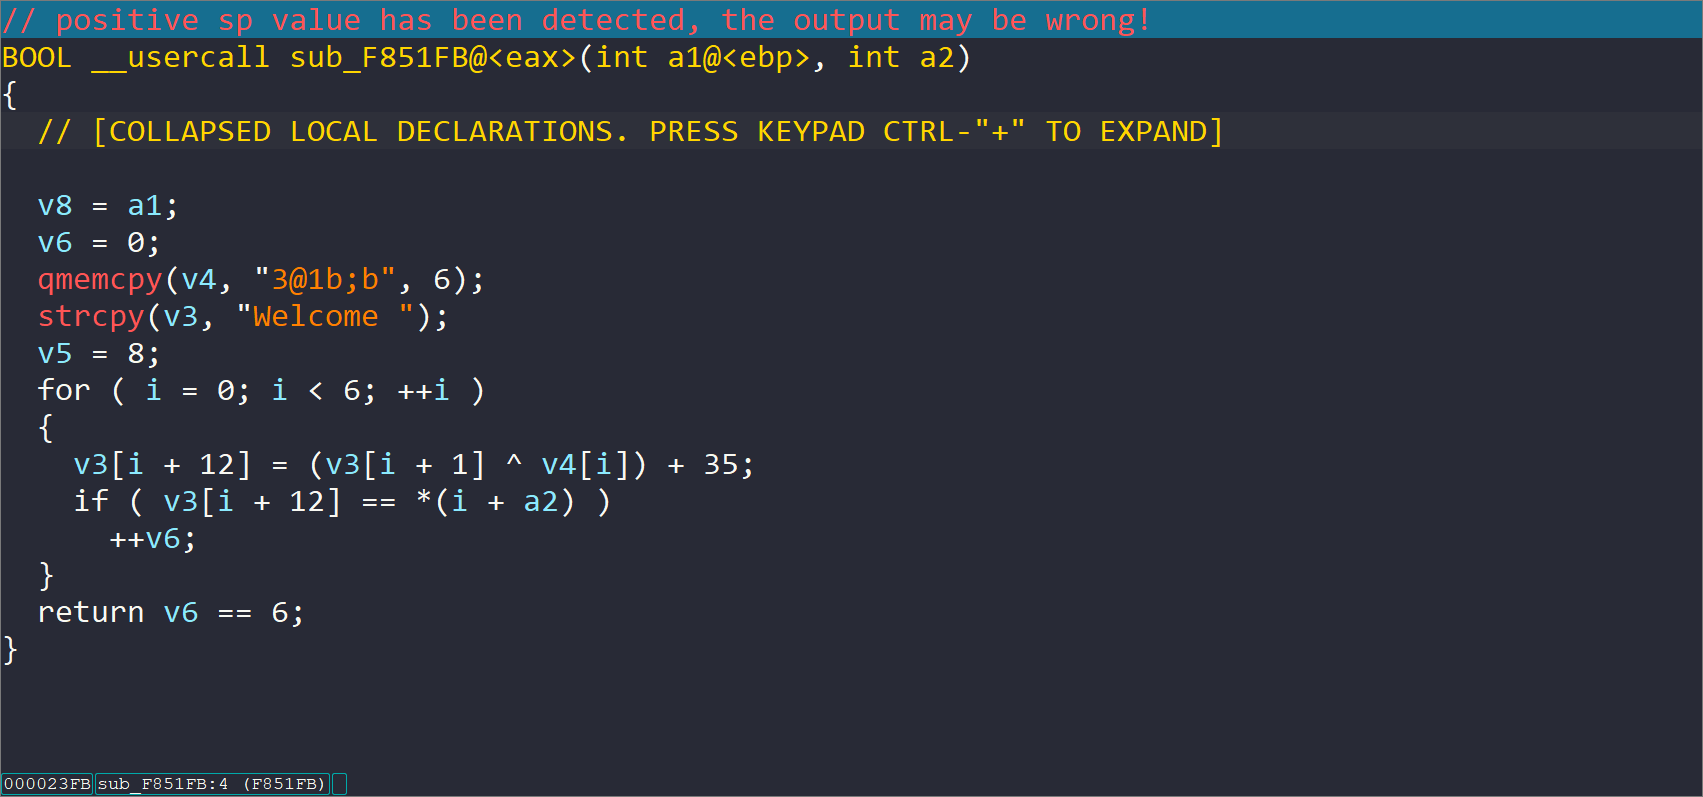 // positive sp value has been detected, the output may be wrong!
BOOL __usercall sub_F851FB@<eax>(int a1@<ebp>, int a2)
{
  // [COLLAPSED LOCAL DECLARATIONS. PRESS KEYPAD CTRL-"+" TO EXPAND]

  v8 = a1;
  v6 = 0;
  qmemcpy(v4, "3@1b;b", 6);
  strcpy(v3, "Welcome ");
  v5 = 8;
  for ( i = 0; i < 6; ++i )
  {
    v3[i + 12] = (v3[i + 1] ^ v4[i]) + 35;
    if ( v3[i + 12] == *(i + a2) )
      ++v6;
  }
  return v6 == 6;
}
000023FB sub_F851FB:4 (F851FB)